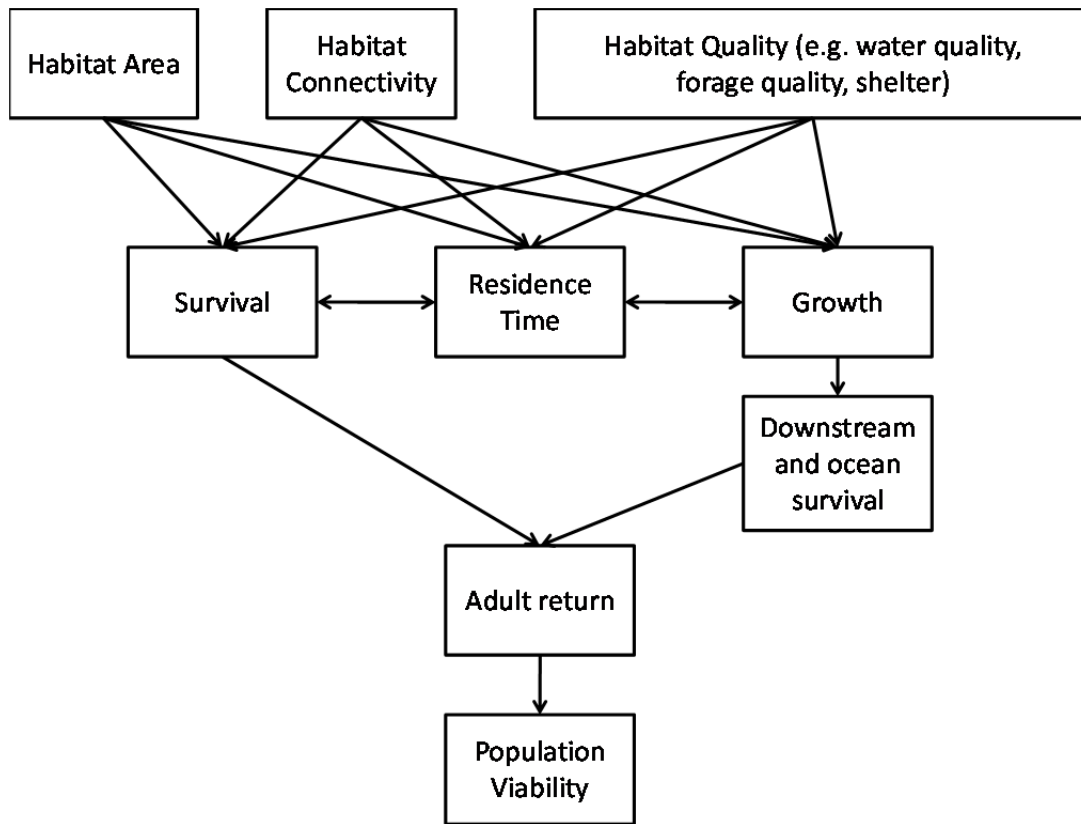 Habitat Area
Habitat
Connectivity
Habitat Quality (e.g. water quality,
forage quality, shelter)
Survival
Residence
Time
Growth
Downstream
and ocean
survival
Adult return
Population
Viability